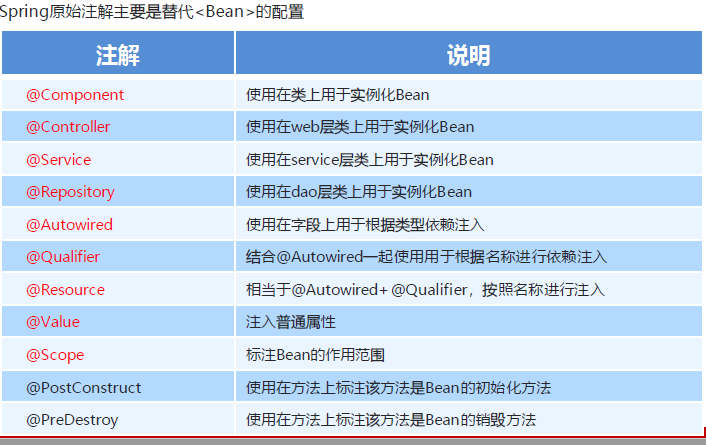 Spring原始注解主要是替代<Bean>的配置
注解 说明
@Component 使用在类上用于实例化Bean
@Controller 使用在web层类上用于实例化Bean
@Service 使用在service层类上用于实例化Bean
@Repository 使用在dao层类上用于实例化Bean
@Autowired 使用在字段上用于根据类型依赖注入
@Qualifier 结合@Autowired一起使用用于根据名称进行依赖注入
@Resource 相当于@Autowired+@Qualifier，按照名称进行注入
@Value 注入普通属性
@Scope 标注Bean的作用范围
@PostConstruct 使用在方法上标注该方法是Bean的初始化方法
@PreDestroy 使用在方法上标注该方法是Bean的销毁方法